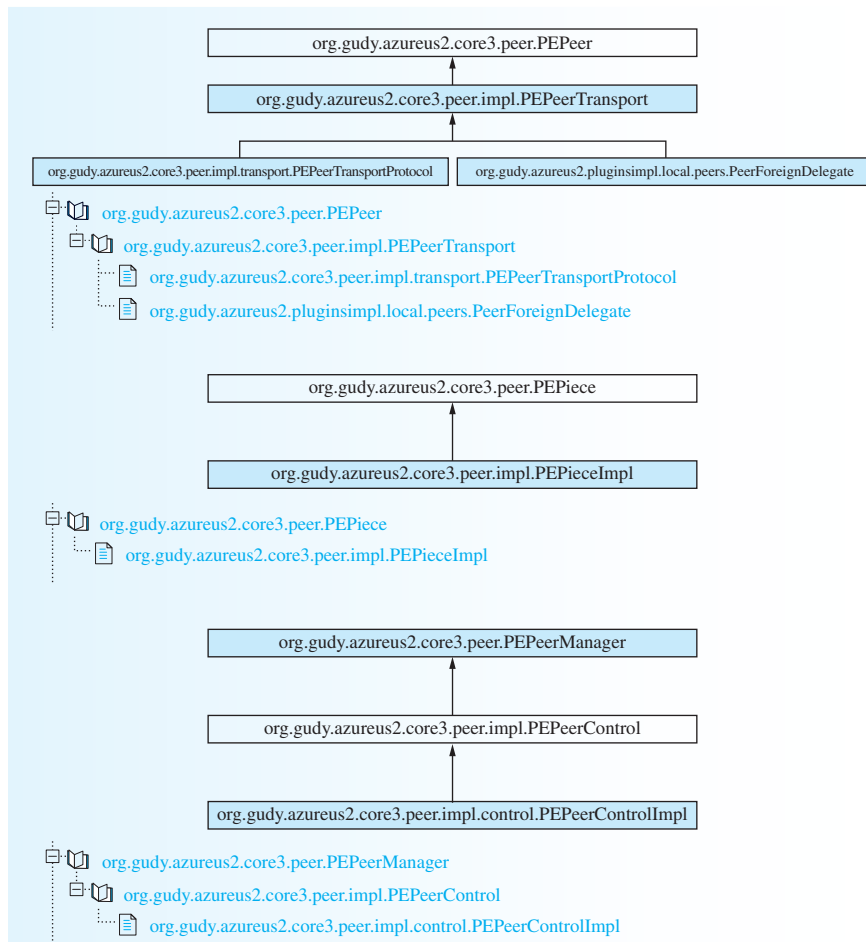 org.gudy.azureus2.core3.peer.PEPeer
org.gudy.azureus2.core3.peer.impl.PEPeerTransport
org.gudy.azureus2.core3.peer.impl.transport.PEPeerTransportProtocol
org.gudy.azureus2.pluginsimpl.local.peers.PeerForeignDelegate
org.gudy.azureus2.core3.peer.PEPeer
org.gudy.azureus2.core3.peer.impl.PEPeerTransport
org.gudy.azureus2.core3.peer.impl.transport.PEPeerTransportProtocol
org.gudy.azureus2.pluginsimpl.local.peers.PeerForeignDelegate
org.gudy.azureus2.core3.peer.PEPiece
org.gudy.azureus2.core3.peer.impl.PEPieceImpl
org.gudy.azureus2.core3.peer.PEPiece
org.gudy.azureus2.core3.peer.impl.PEPieceImpl
org.gudy.azureus2.core3.peer.PEPeerManager
org.gudy.azureus2.core3.peer.impl.PEPeerControl
org.gudy.azureus2.core3.peer.impl.control.PEPeerControlImpl
org.gudy.azureus2.core3.peer.PEPeerManager
org.gudy.azureus2.core3.peer.impl.PEPeerControl
org.gudy.azureus2.core3.peer.impl.control.PEPeerControlImpl